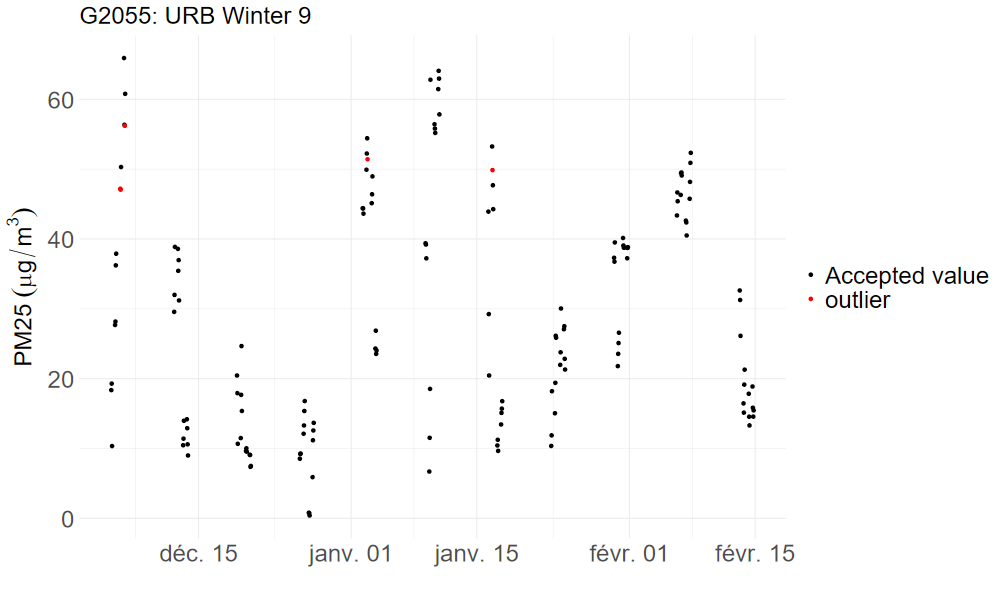 G2055: URB Winter 9
PM25 (μg/m³)
60
40
20
0
déc. 15
janv. 01
janv. 15
févr. 01
févr. 15
Accepted value
outlier